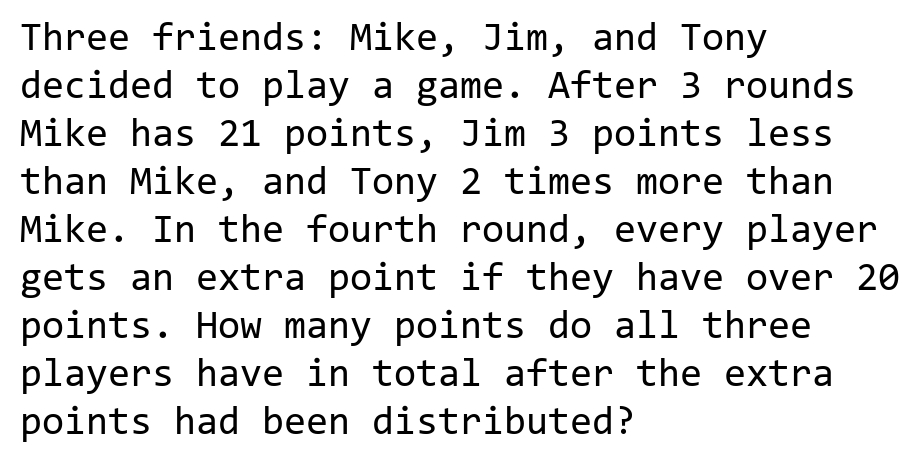 Three friends: Mike, Jim, and Tony
decided to play a game. After 3 rounds
Mike has 21 points, Jim 3 points less
than Mike, and Tony 2 times more than
Mike. In the fourth round, every player
gets an extra point if they have over 20
points. How many points do all three
players have in total after the extra
points had been distributed?